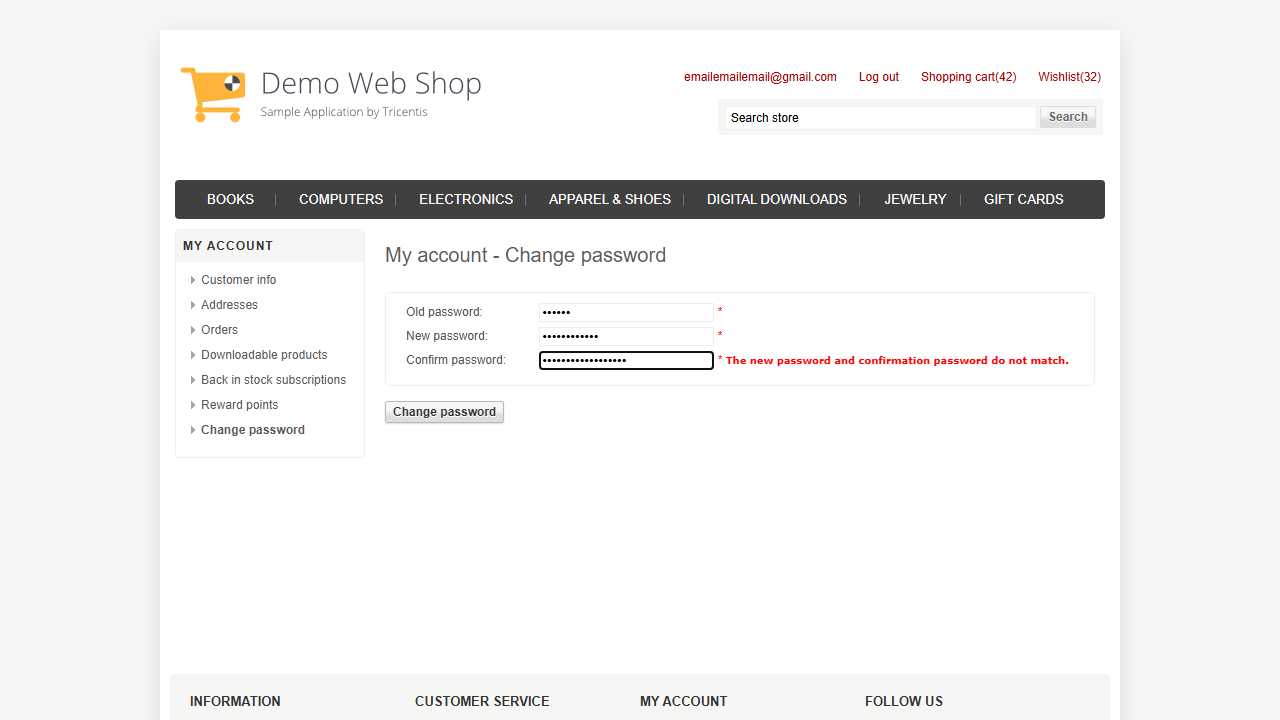 Demo Web Shop
Sample Application by Tricentis
emailemailemail@gmail.com Log out Shopping cart(42) Wishlist(32)
Search store Search
BOOKS COMPUTERS ELECTRONICS APPAREL & SHOES DIGITAL DOWNLOADS JEWELRY GIFT CARDS
MY ACCOUNT
Customer info
Addresses
Orders
Downloadable products
Back in stock subscriptions
Reward points
Change password
My account - Change password
Old password: •••••• *
New password: •••••••••••• *
Confirm password: •••••••••••••••••• * The new password and confirmation password do not match.
Change password
INFORMATION CUSTOMER SERVICE MY ACCOUNT FOLLOW US